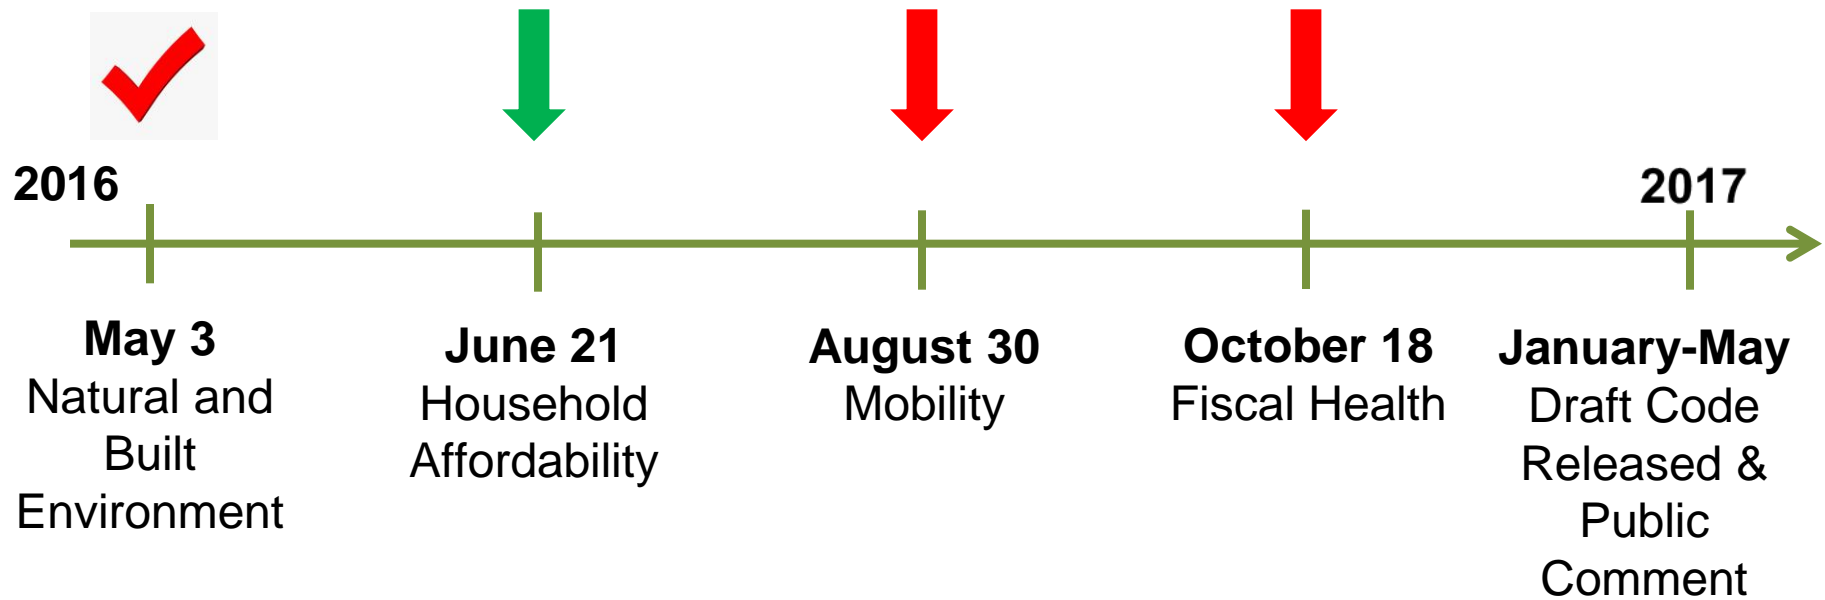 2016
2017
May 3
Natural and
Built
Environment
June 21
Household
Affordability
August 30
Mobility
October 18
Fiscal Health
January-May
Draft Code
Released &
Public
Comment